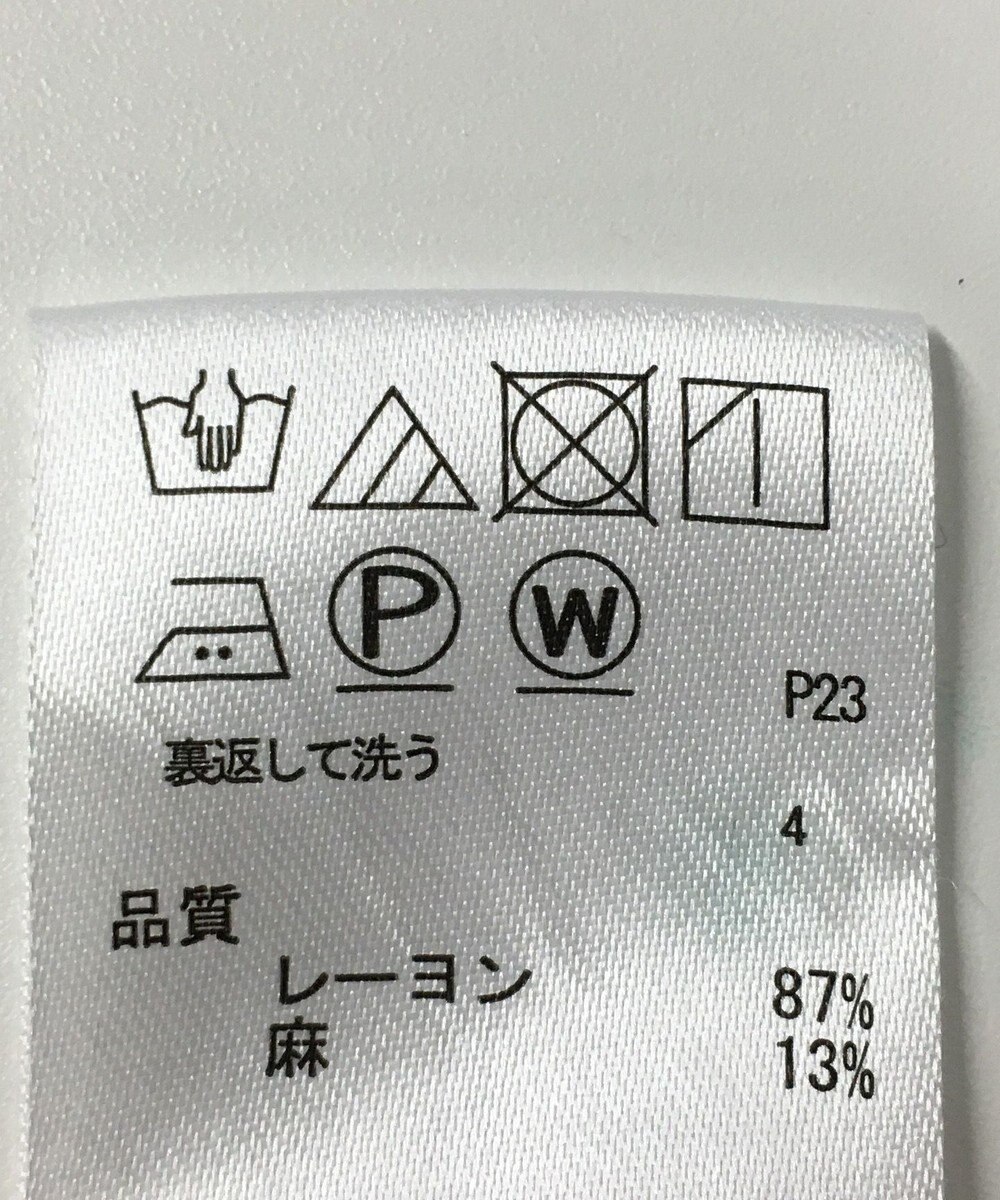 P W
P23
裏返して洗う
4
品質
レーヨン 87%
麻 13%